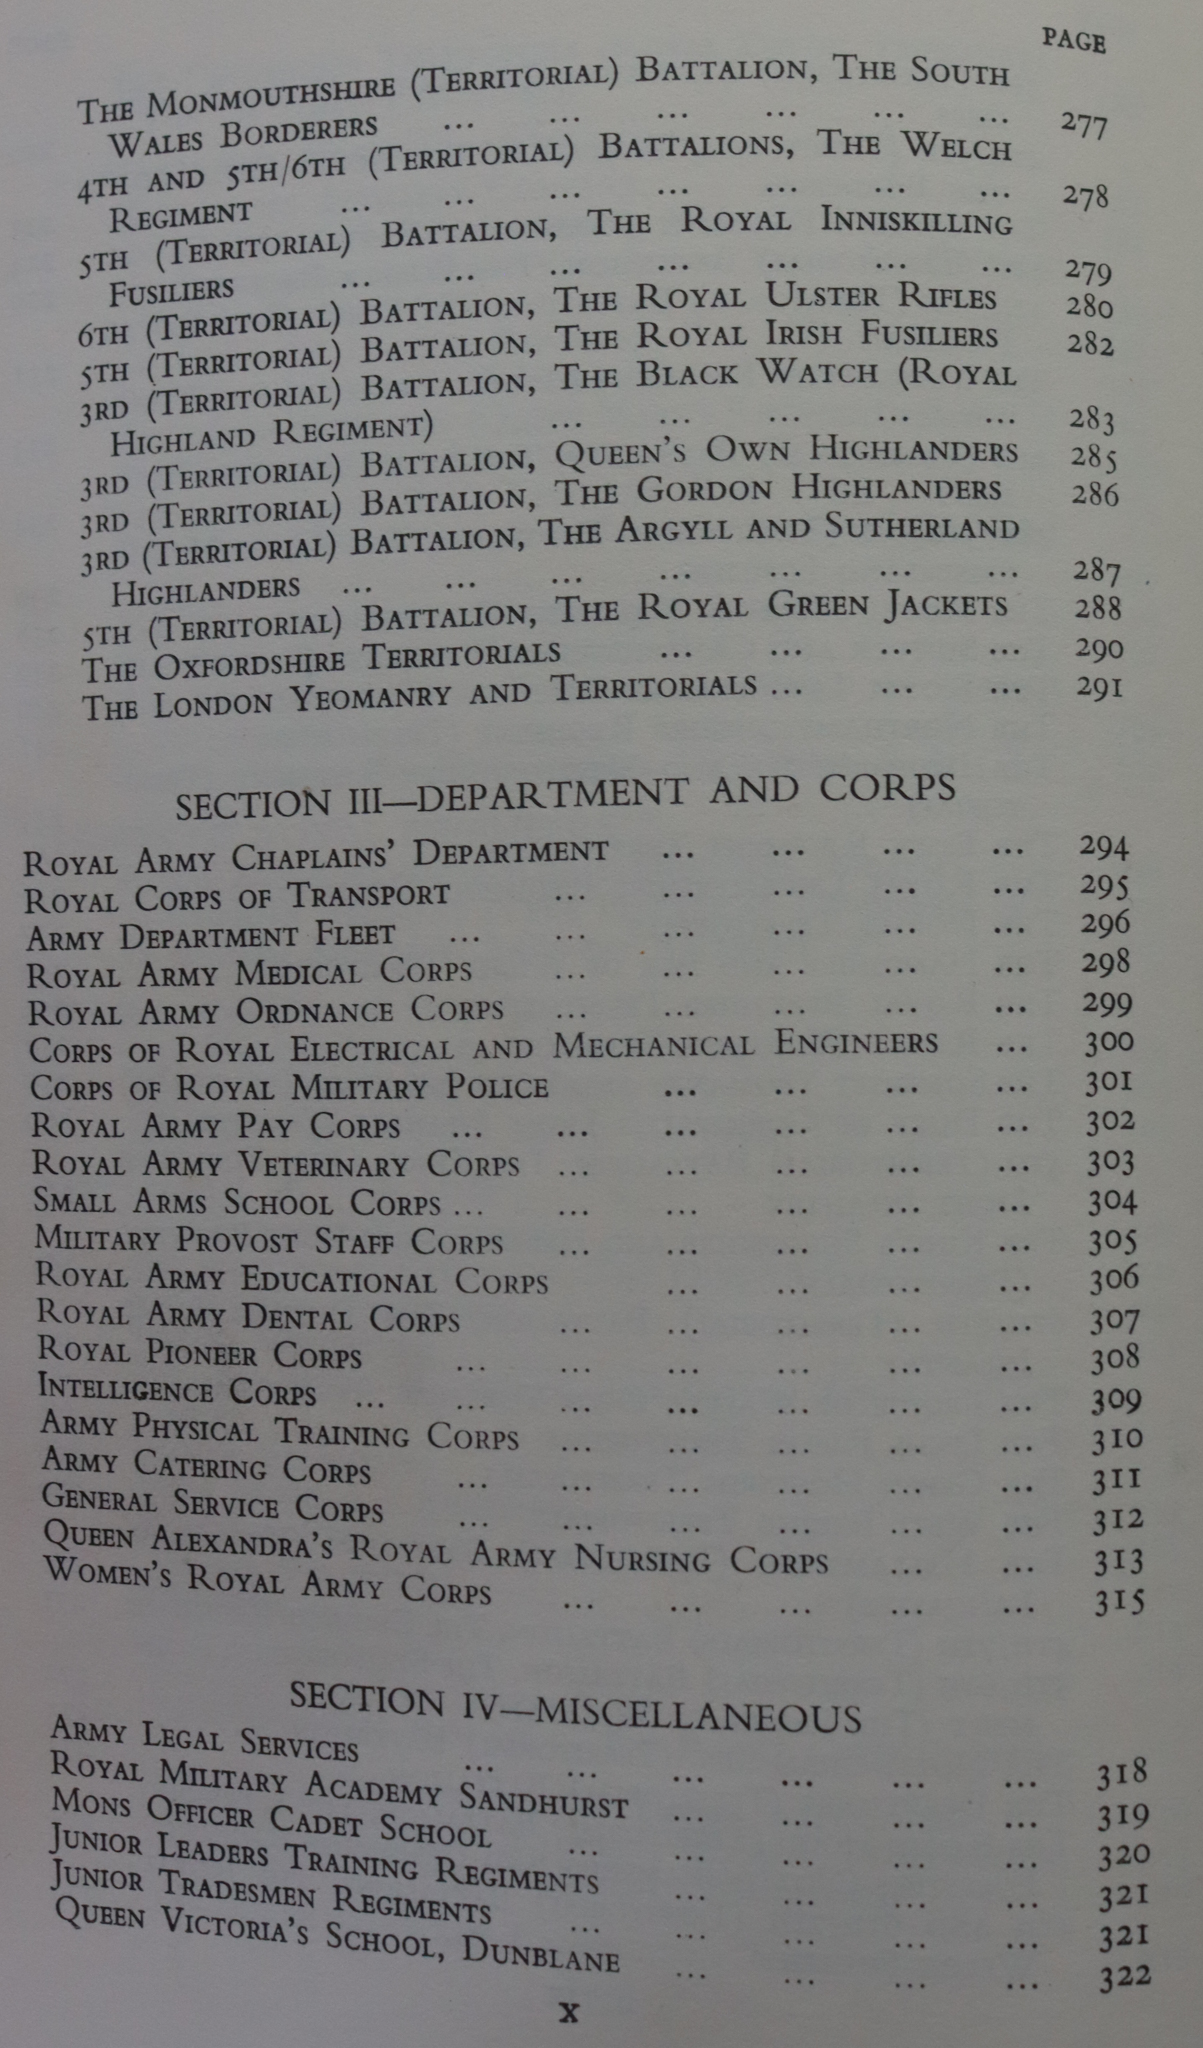 PAGE
THE MONMOUTHSHIRE (TERRITORIAL) BATTALION, THE SOUTH
WALES BORDERERS ... ... ... ... ... ... 277
4TH AND 5TH/6TH (TERRITORIAL) BATTALIONS, THE WELCH
REGIMENT ... ... ... ... ... ... ... 278
5TH (TERRITORIAL) BATTALION, THE ROYAL INNISKILLING
FUSILIERS ... ... ... ... ... ... ... 279
6TH (TERRITORIAL) BATTALION, THE ROYAL ULSTER RIFLES 280
5TH (TERRITORIAL) BATTALION, THE ROYAL IRISH FUSILIERS 282
3RD (TERRITORIAL) BATTALION, THE BLACK WATCH (ROYAL
HIGHLAND REGIMENT) ... ... ... ... ... 283
3RD (TERRITORIAL) BATTALION, QUEEN'S OWN HIGHLANDERS 285
3RD (TERRITORIAL) BATTALION, THE GORDON HIGHLANDERS 286
3RD (TERRITORIAL) BATTALION, THE ARGYLL AND SUTHERLAND
HIGHLANDERS ... ... ... ... ... ... ... 287
5TH (TERRITORIAL) BATTALION, THE ROYAL GREEN JACKETS 288
THE OXFORDSHIRE TERRITORIALS ... ... ... ... 290
THE LONDON YEOMANRY AND TERRITORIALS ... ... ... 291
SECTION III—DEPARTMENT AND CORPS
ROYAL ARMY CHAPLAINS' DEPARTMENT ... ... ... ... 294
ROYAL CORPS OF TRANSPORT ... ... ... ... ... 295
ARMY DEPARTMENT FLEET ... ... ... ... ... ... 296
ROYAL ARMY MEDICAL CORPS ... ... ... ... ... 298
ROYAL ARMY ORDNANCE CORPS ... ... ... ... ... 299
CORPS OF ROYAL ELECTRICAL AND MECHANICAL ENGINEERS ... 300
CORPS OF ROYAL MILITARY POLICE ... ... ... ... 301
ROYAL ARMY PAY CORPS ... ... ... ... ... ... 302
ROYAL ARMY VETERINARY CORPS ... ... ... ... ... 303
SMALL ARMS SCHOOL CORPS ... ... ... ... ... ... 304
MILITARY PROVOST STAFF CORPS ... ... ... ... ... 305
ROYAL ARMY EDUCATIONAL CORPS ... ... ... ... 306
ROYAL ARMY DENTAL CORPS ... ... ... ... ... 307
ROYAL PIONEER CORPS ... ... ... ... ... ... 308
INTELLIGENCE CORPS ... ... ... ... ... ... ... 309
ARMY PHYSICAL TRAINING CORPS ... ... ... ... ... 310
ARMY CATERING CORPS ... ... ... ... ... ... 311
GENERAL SERVICE CORPS ... ... ... ... ... ... 312
QUEEN ALEXANDRA'S ROYAL ARMY NURSING CORPS ... ... 313
WOMEN'S ROYAL ARMY CORPS ... ... ... ... ... 315
SECTION IV—MISCELLANEOUS
ARMY LEGAL SERVICES ... ... ... ... ... ... 318
ROYAL MILITARY ACADEMY SANDHURST ... ... ... ... 319
MONS OFFICER CADET SCHOOL ... ... ... ... ... 320
JUNIOR LEADERS TRAINING REGIMENTS ... ... ... ... 321
JUNIOR TRADESMEN REGIMENTS ... ... ... ... ... 321
QUEEN VICTORIA'S SCHOOL, DUNBLANE ... ... ... ... 322
X